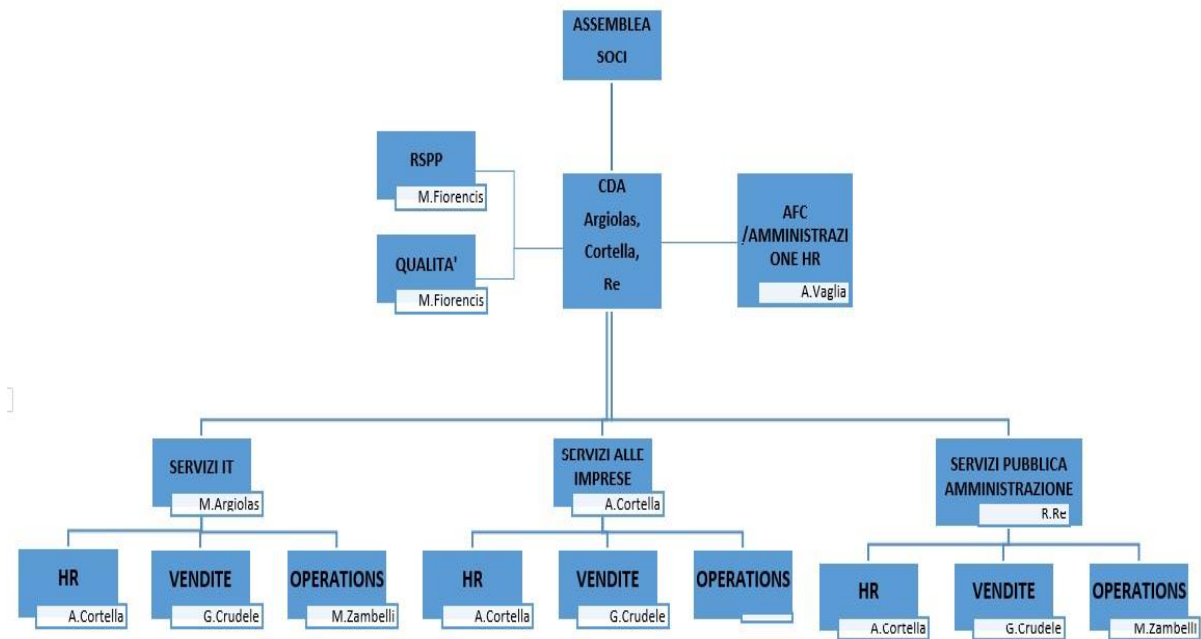 ASSEMBLEA
SOCI
RSPP
M.Fiorencis
QUALITA'
M.Fiorencis
CDA
Argiolas,
Cortella,
Re
AFC
/AMMINISTRAZI
ONE HR
A.Vaglia
SERVIZI IT
M.Argiolas
SERVIZI ALLE
IMPRESE
A.Cortella
SERVIZI PUBBLICA
AMMINISTRAZIONE
R.Re
HR
A.Cortella
VENDITE
G.Crudele
OPERATIONS
M.Zambelli
HR
A.Cortella
VENDITE
G.Crudele
OPERATIONS
HR
A.Cortella
VENDITE
G.Crudele
OPERATIONS
M.Zambelli